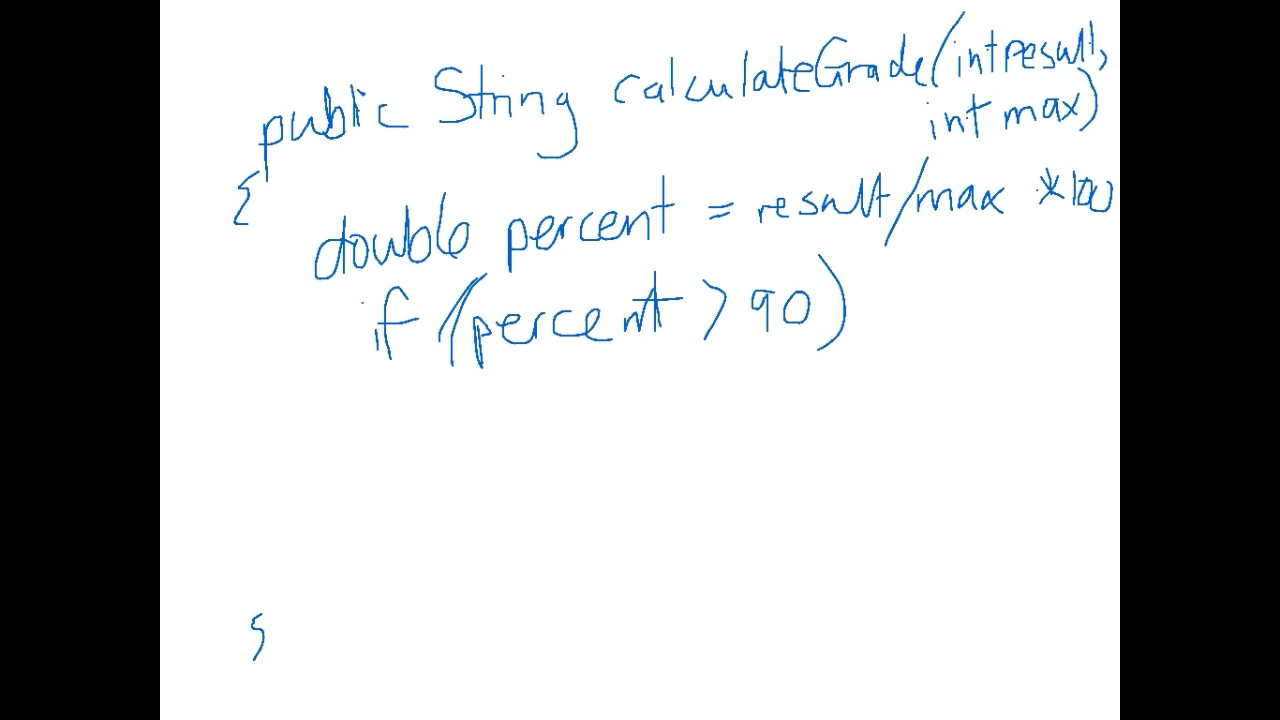 public String calculateGrade(int result,
int max)
{
double percent = result/max *100
if (percent > 90)
}